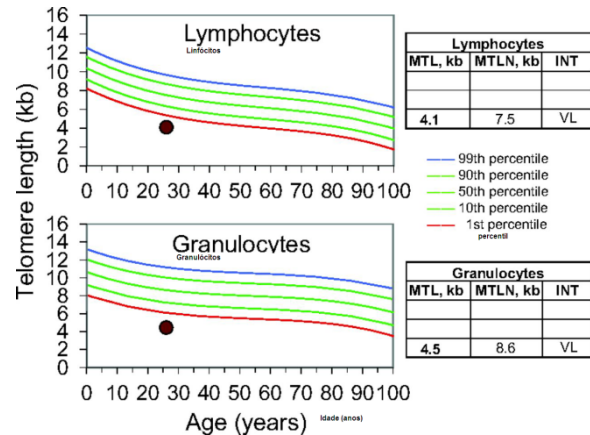 Lymphocytes
Linfócitos
16
14
12
10
8
6
4
2
0
0 10 20 30 40 50 60 70 80 90 100
Granulocytes
Granulócitos
16
14
12
10
8
6
4
2
0
0 10 20 30 40 50 60 70 80 90 100
Telomere length (kb)
Age (years)
Idade (anos)
Lymphocytes
MTL, kb MTLN, kb INT
4.1 7.5 VL
99th percentile
90th percentile
50th percentile
10th percentile
1st percentile
percentil
Granulocytes
MTL, kb MTLN, kb INT
4.5 8.6 VL